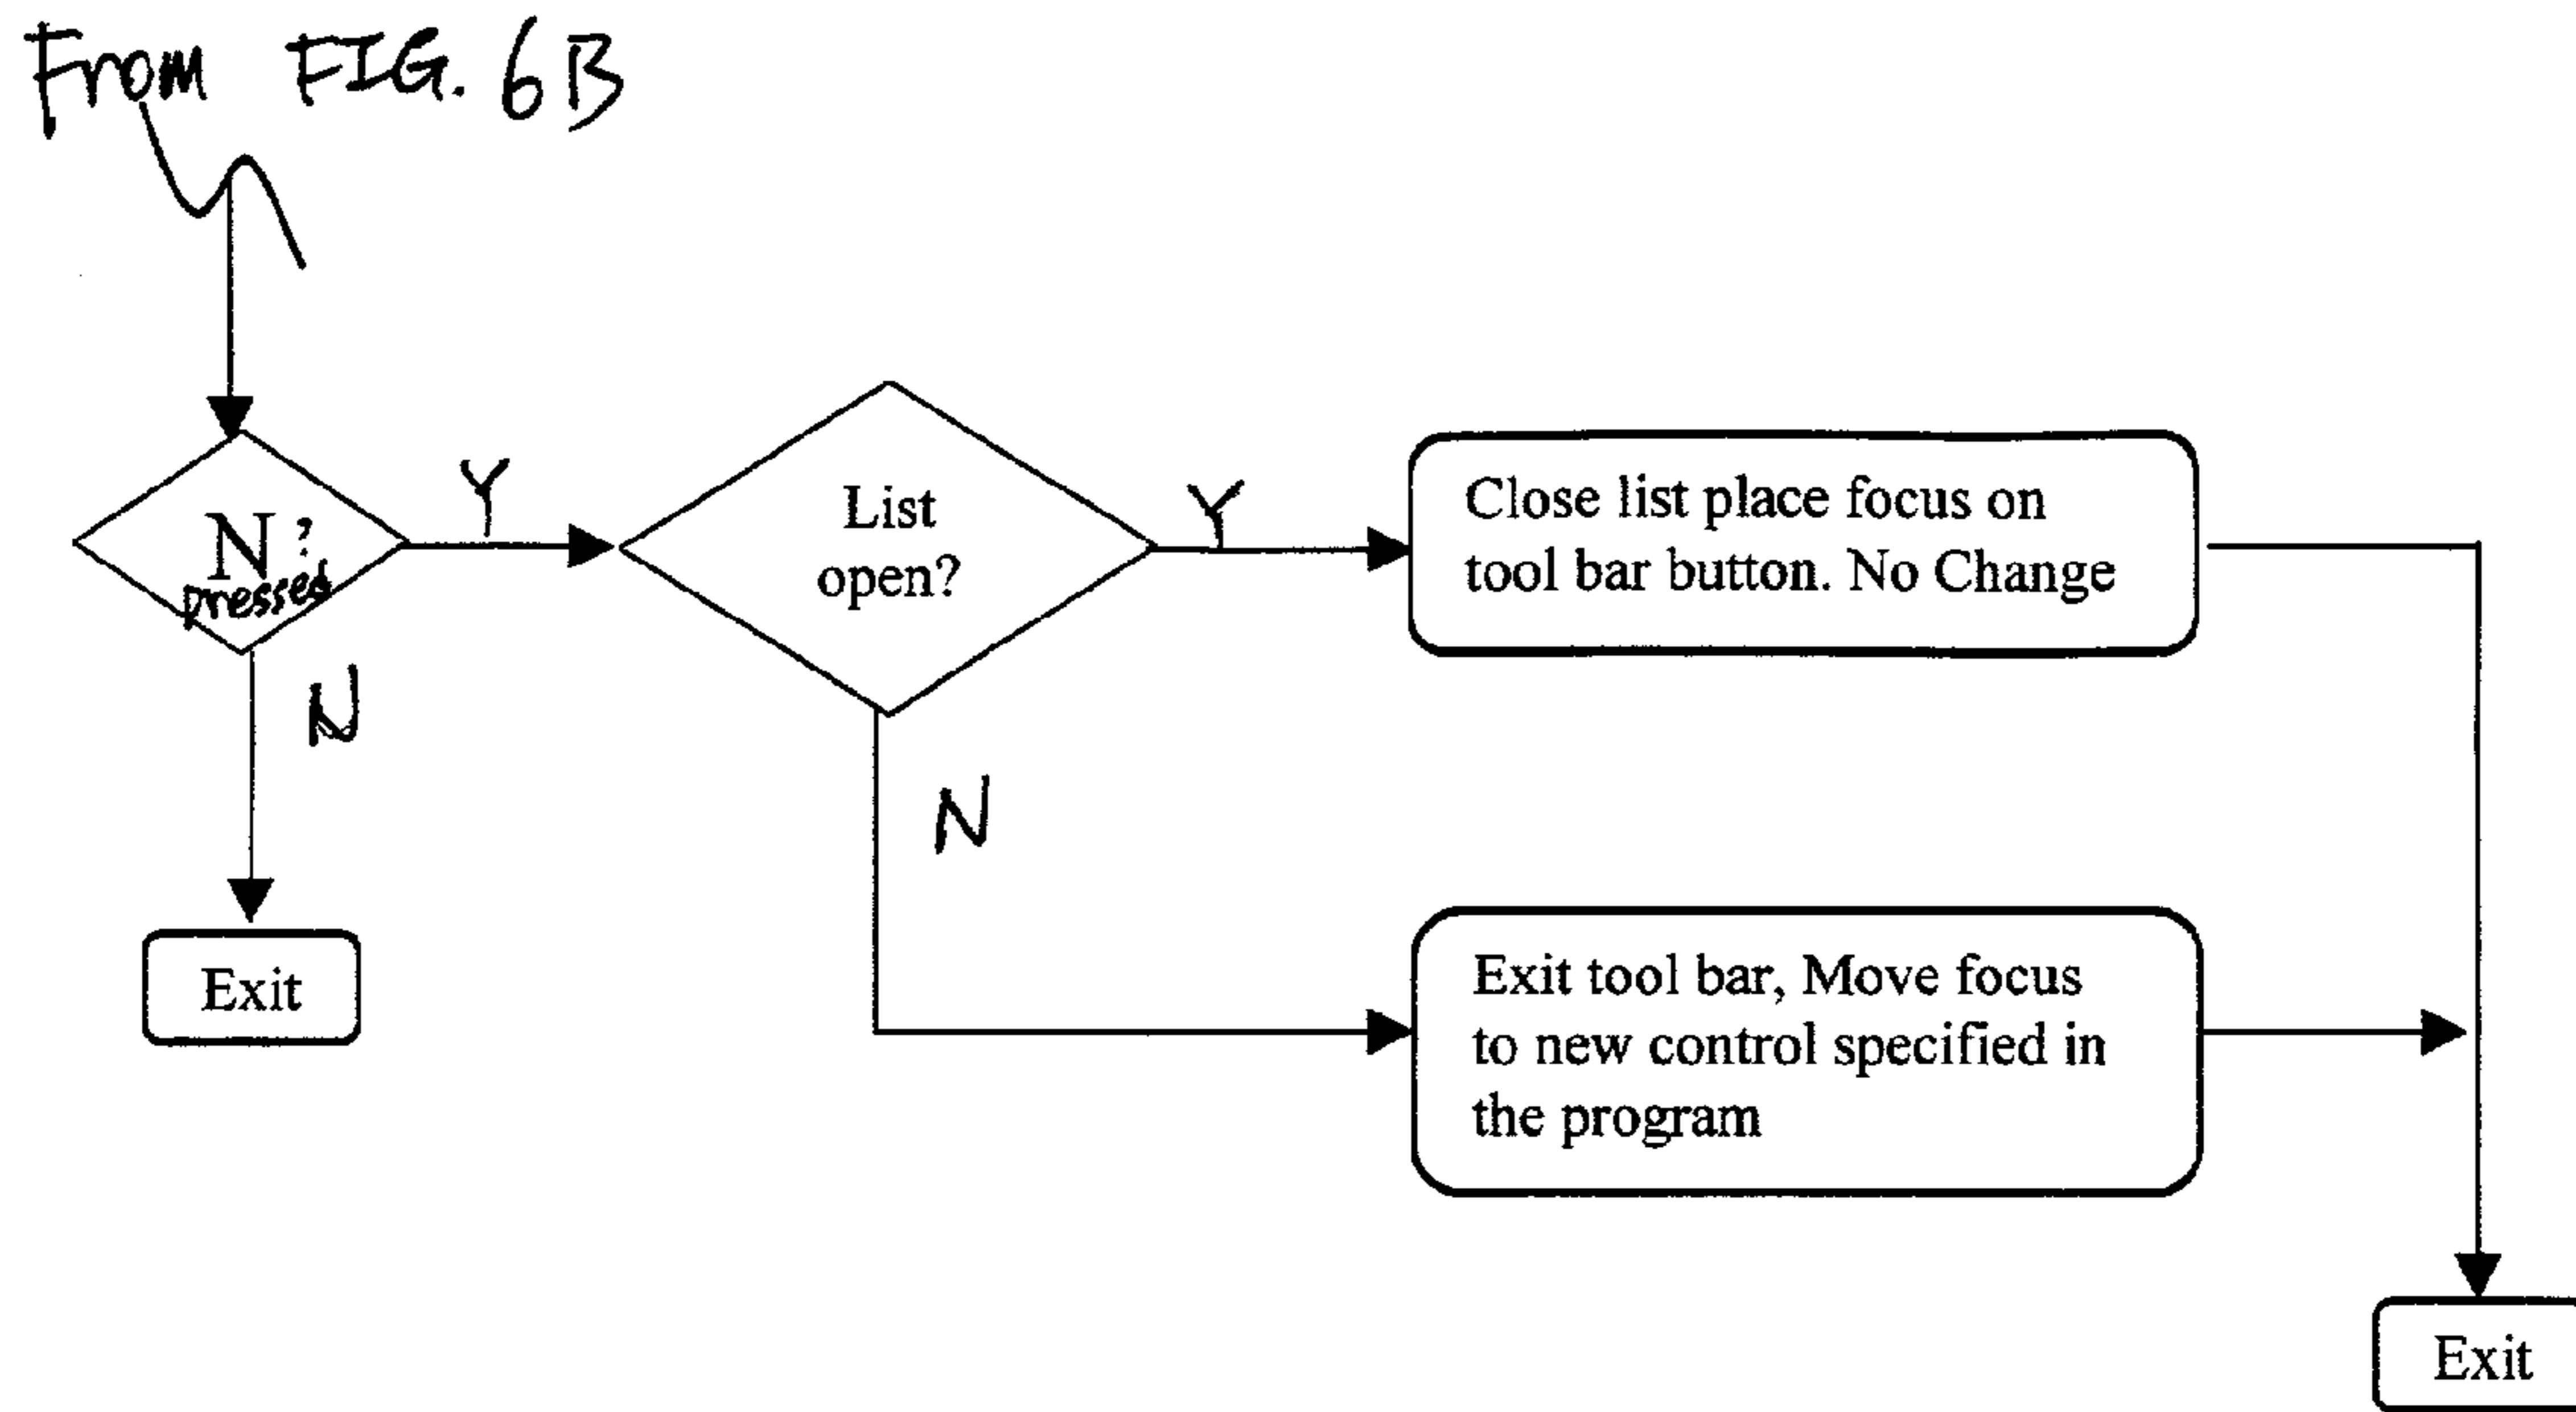 From FIG. 6B
N ?
pressed
Y
List
open?
Y
Close list place focus on
tool bar button. No Change
N
N
Exit
Exit tool bar, Move focus
to new control specified in
the program
Exit